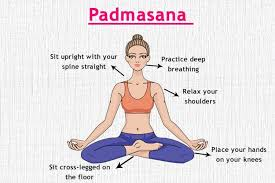 Padmasana
Sit upright with your
spine straight
Practice deep
breathing
Relax your
shoulders
Place your hands
on your knees
Sit cross-legged on
the floor